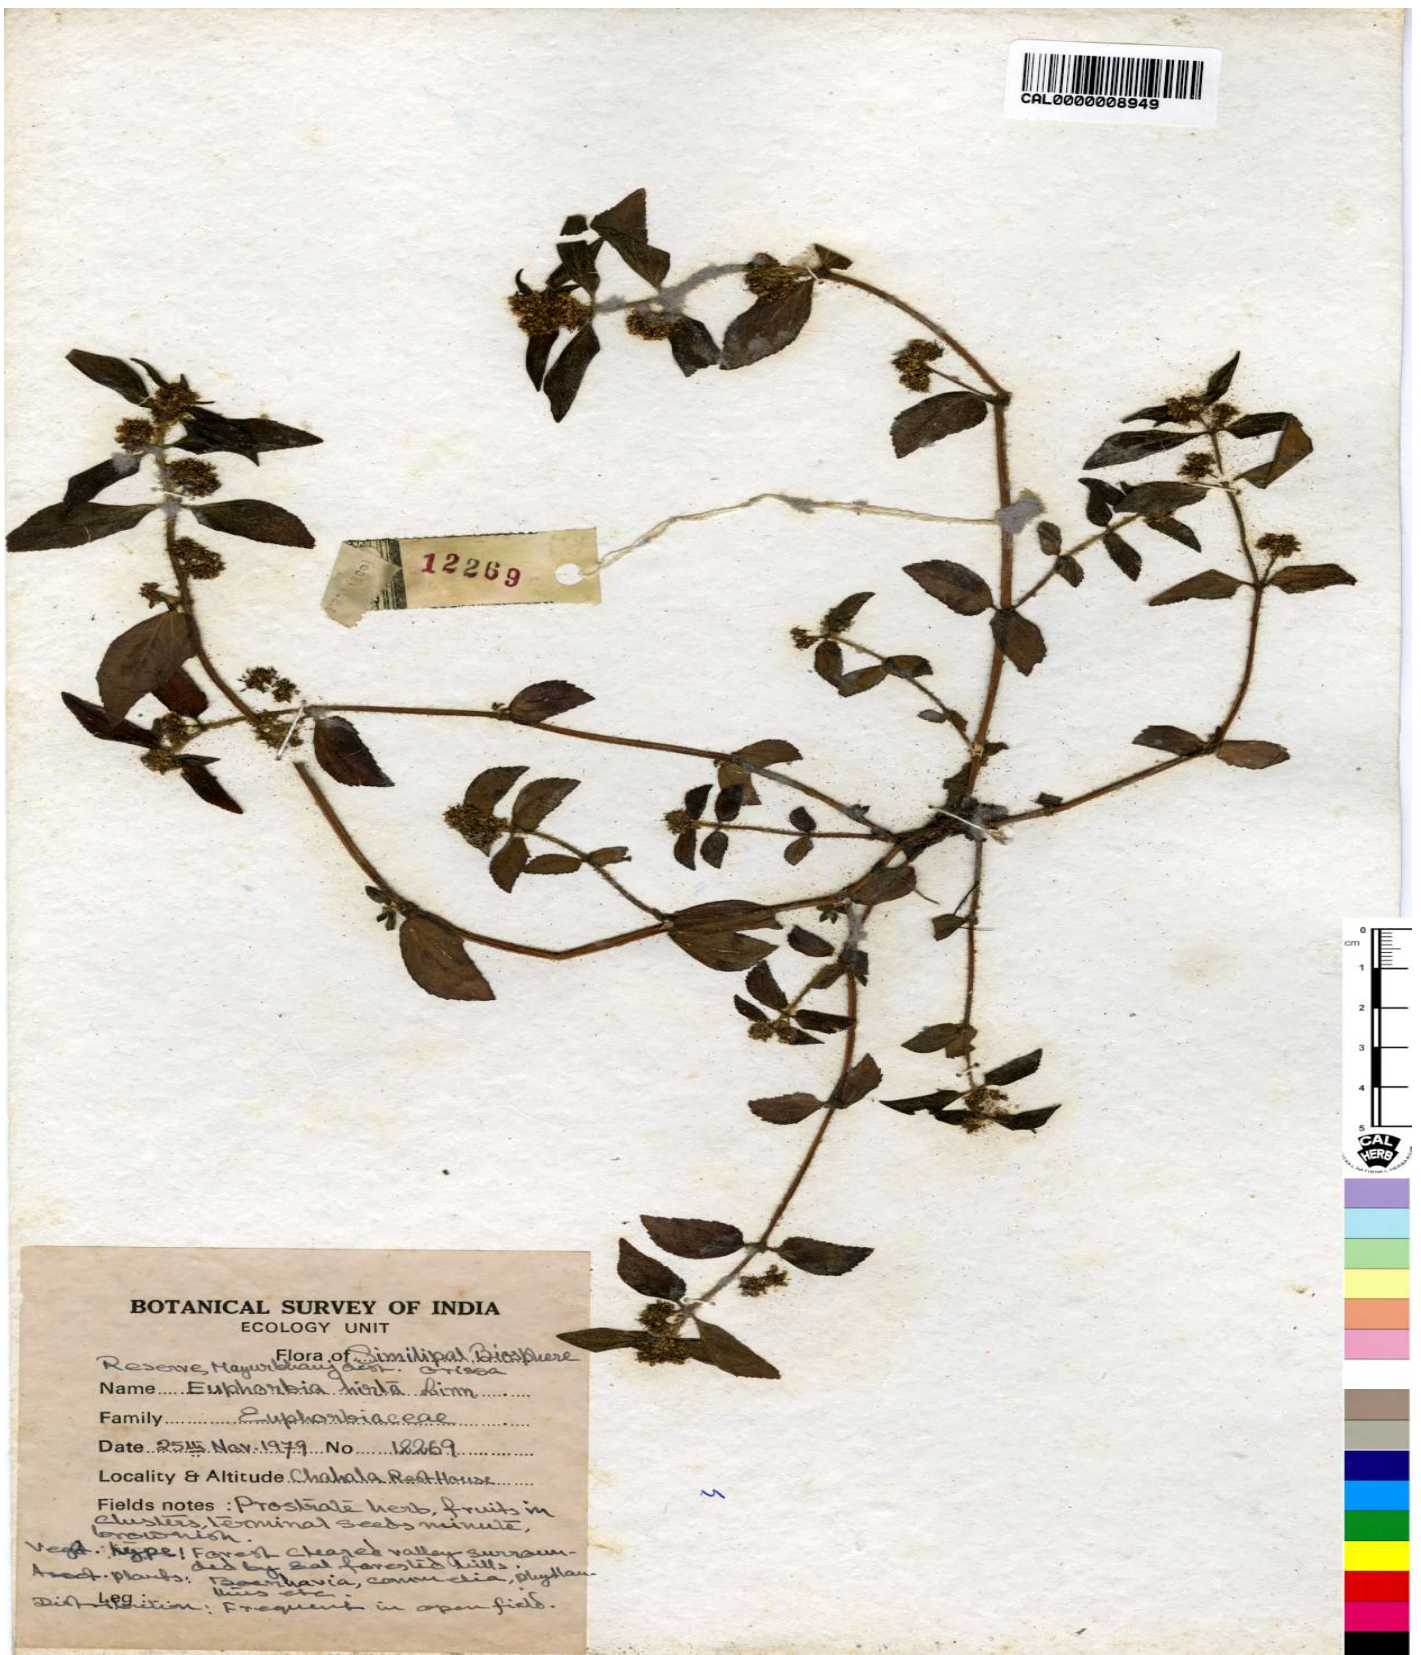 CAL0000008949
12269
0
cm
1
2
3
4
5
CAL
HERB
BOTANICAL SURVEY OF INDIA
ECOLOGY UNIT
Flora of Similipal Biosphere
Reserve, Mayurbhanj dist. Orissa
Name Euphorbia hirta Linn
Family Euphorbiaceae
Date 25th Nov. 1979 No 12269
Locality & Altitude Chahala Rest House
Fields notes : Prostrate herb, fruits in
clusters, terminal seeds minute,
brownish.
Veget. type: Forest cleared valley surroun-
ded by Sal forested hills.
Assot. plants: Boerhavia, commelia, phyllan-
thus etc.
Leg :
Distribution: Frequent in open field.